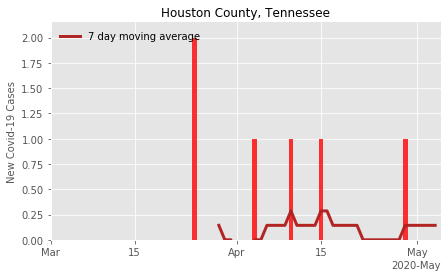 Houston County, Tennessee
7 day moving average
New Covid-19 Cases
2.00
1.75
1.50
1.25
1.00
0.75
0.50
0.25
0.00
Mar
15
Apr
15
May
2020-May